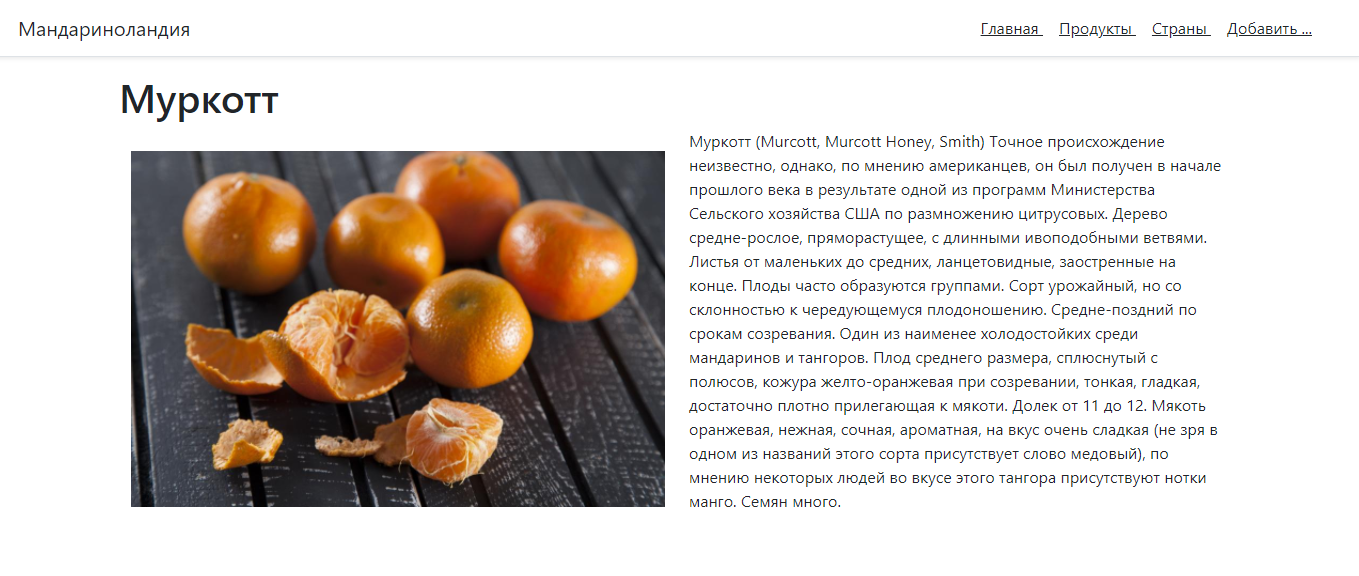 Мандариноландия
Главная Продукты Страны Добавить ...
Муркотт
Муркотт (Murcott, Murcott Honey, Smith) Точное происхождение
неизвестно, однако, по мнению американцев, он был получен в начале
прошлого века в результате одной из программ Министерства
Сельского хозяйства США по размножению цитрусовых. Дерево
средне-рослое, пряморастущее, с длинными ивоподобными ветвями.
Листья от маленьких до средних, ланцетовидные, заостренные на
конце. Плоды часто образуются группами. Сорт урожайный, но со
склонностью к чередующемуся плодоношению. Средне-поздний по
срокам созревания. Один из наименее холодостойких среди
мандаринов и тангоров. Плод среднего размера, сплюснутый с
полюсов, кожура желто-оранжевая при созревании, тонкая, гладкая,
достаточно плотно прилегающая к мякоти. Долек от 11 до 12. Мякоть
оранжевая, нежная, сочная, ароматная, на вкус очень сладкая (не зря в
одном из названий этого сорта присутствует слово медовый), по
мнению некоторых людей во вкусе этого тангора присутствуют нотки
манго. Семян много.